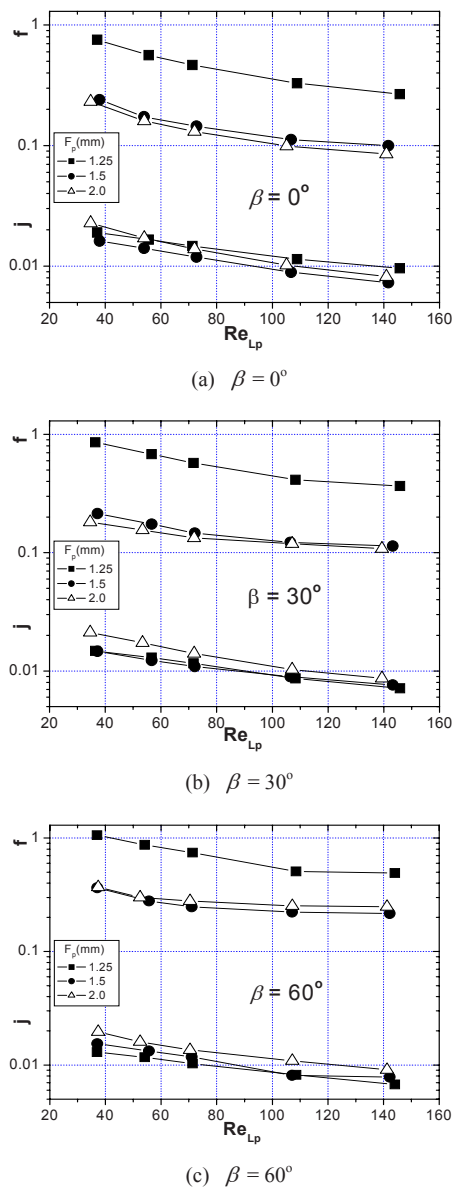 1
f
0.1
F_p(mm)
1.25
1.5
2.0
β = 0°
j
0.01
20 40 60 80 100 120 140 160
Re_Lp
(a) β = 0°
1
f
0.1
F_p(mm)
1.25
1.5
2.0
β = 30°
j
0.01
20 40 60 80 100 120 140 160
Re_Lp
(b) β = 30°
1
f
0.1
F_p(mm)
1.25
1.5
2.0
β = 60°
j
0.01
20 40 60 80 100 120 140 160
Re_Lp
(c) β = 60°